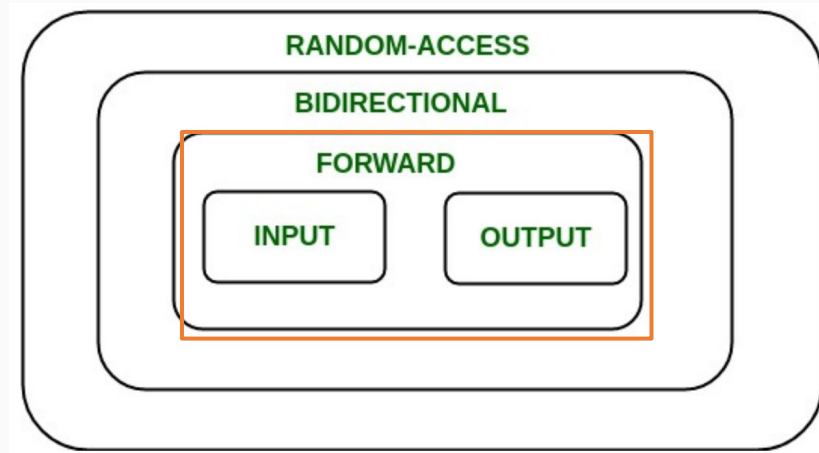 RANDOM-ACCESS
BIDIRECTIONAL
FORWARD
INPUT OUTPUT